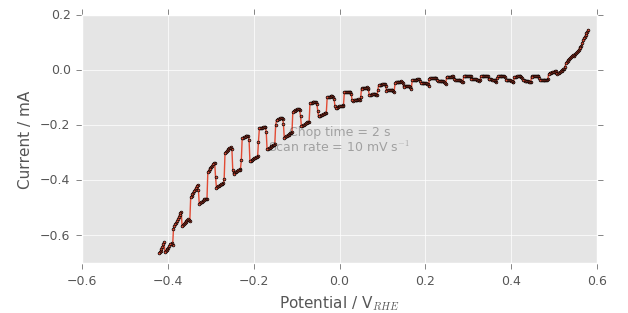 0.2
0.0
−0.2
−0.4
−0.6
Current / mA
Chop time = 2 s
Scan rate = 10 mV s⁻¹
−0.6 −0.4 −0.2 0.0 0.2 0.4 0.6
Potential / V_RHE